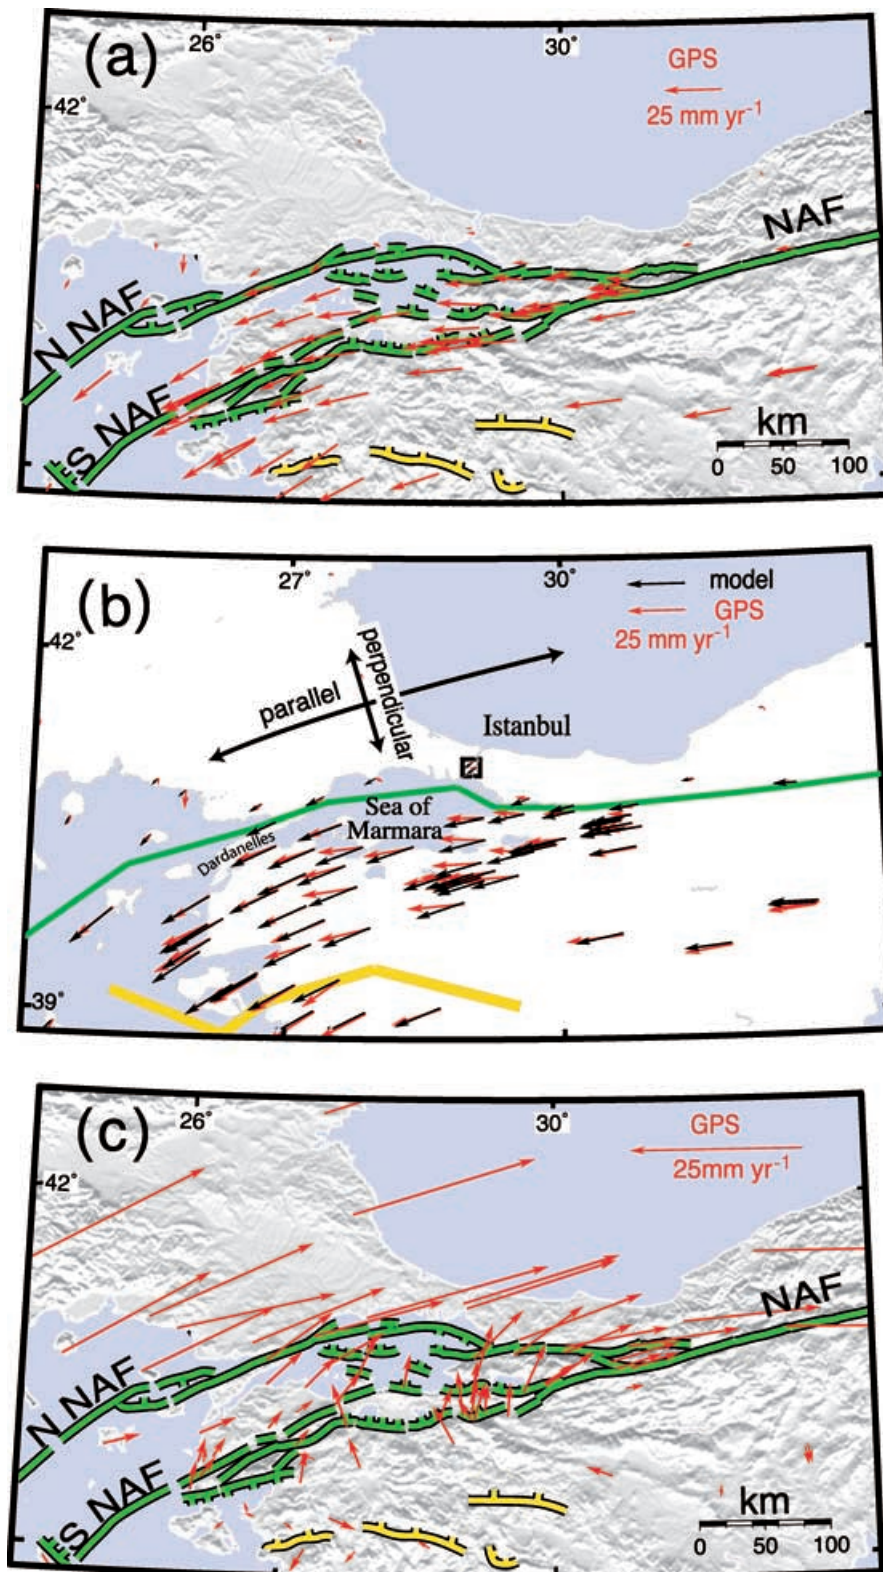 (a)
26°
30°
42°
GPS
25 mm yr⁻¹
NAF
N NAF
S NAF
km
0 50 100
(b)
27°
30°
42°
model
GPS
25 mm yr⁻¹
parallel
perpendicular
Istanbul
Sea of
Marmara
Dardanelles
39°
(c)
26°
30°
42°
GPS
25mm yr⁻¹
NAF
N NAF
S NAF
km
0 50 100